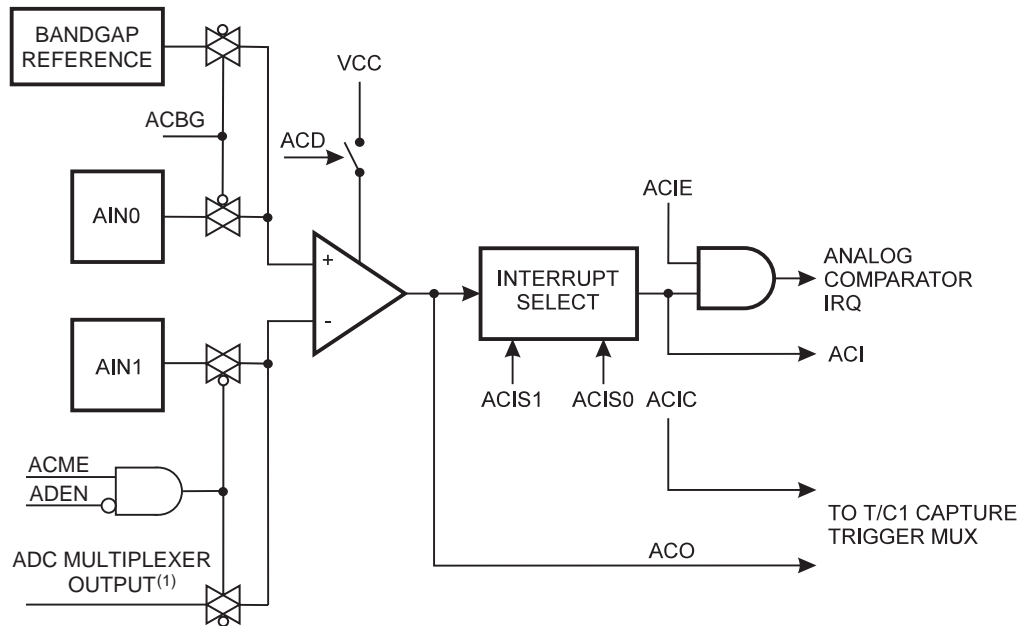 BANDGAP
REFERENCE
VCC
ACBG
ACD
AIN0
ACIE
+
-
INTERRUPT
SELECT
ANALOG
COMPARATOR
IRQ
AIN1
ACI
ACIS1
ACIS0
ACIC
ACME
ADEN
TO T/C1 CAPTURE
TRIGGER MUX
ADC MULTIPLEXER
OUTPUT(1)
ACO